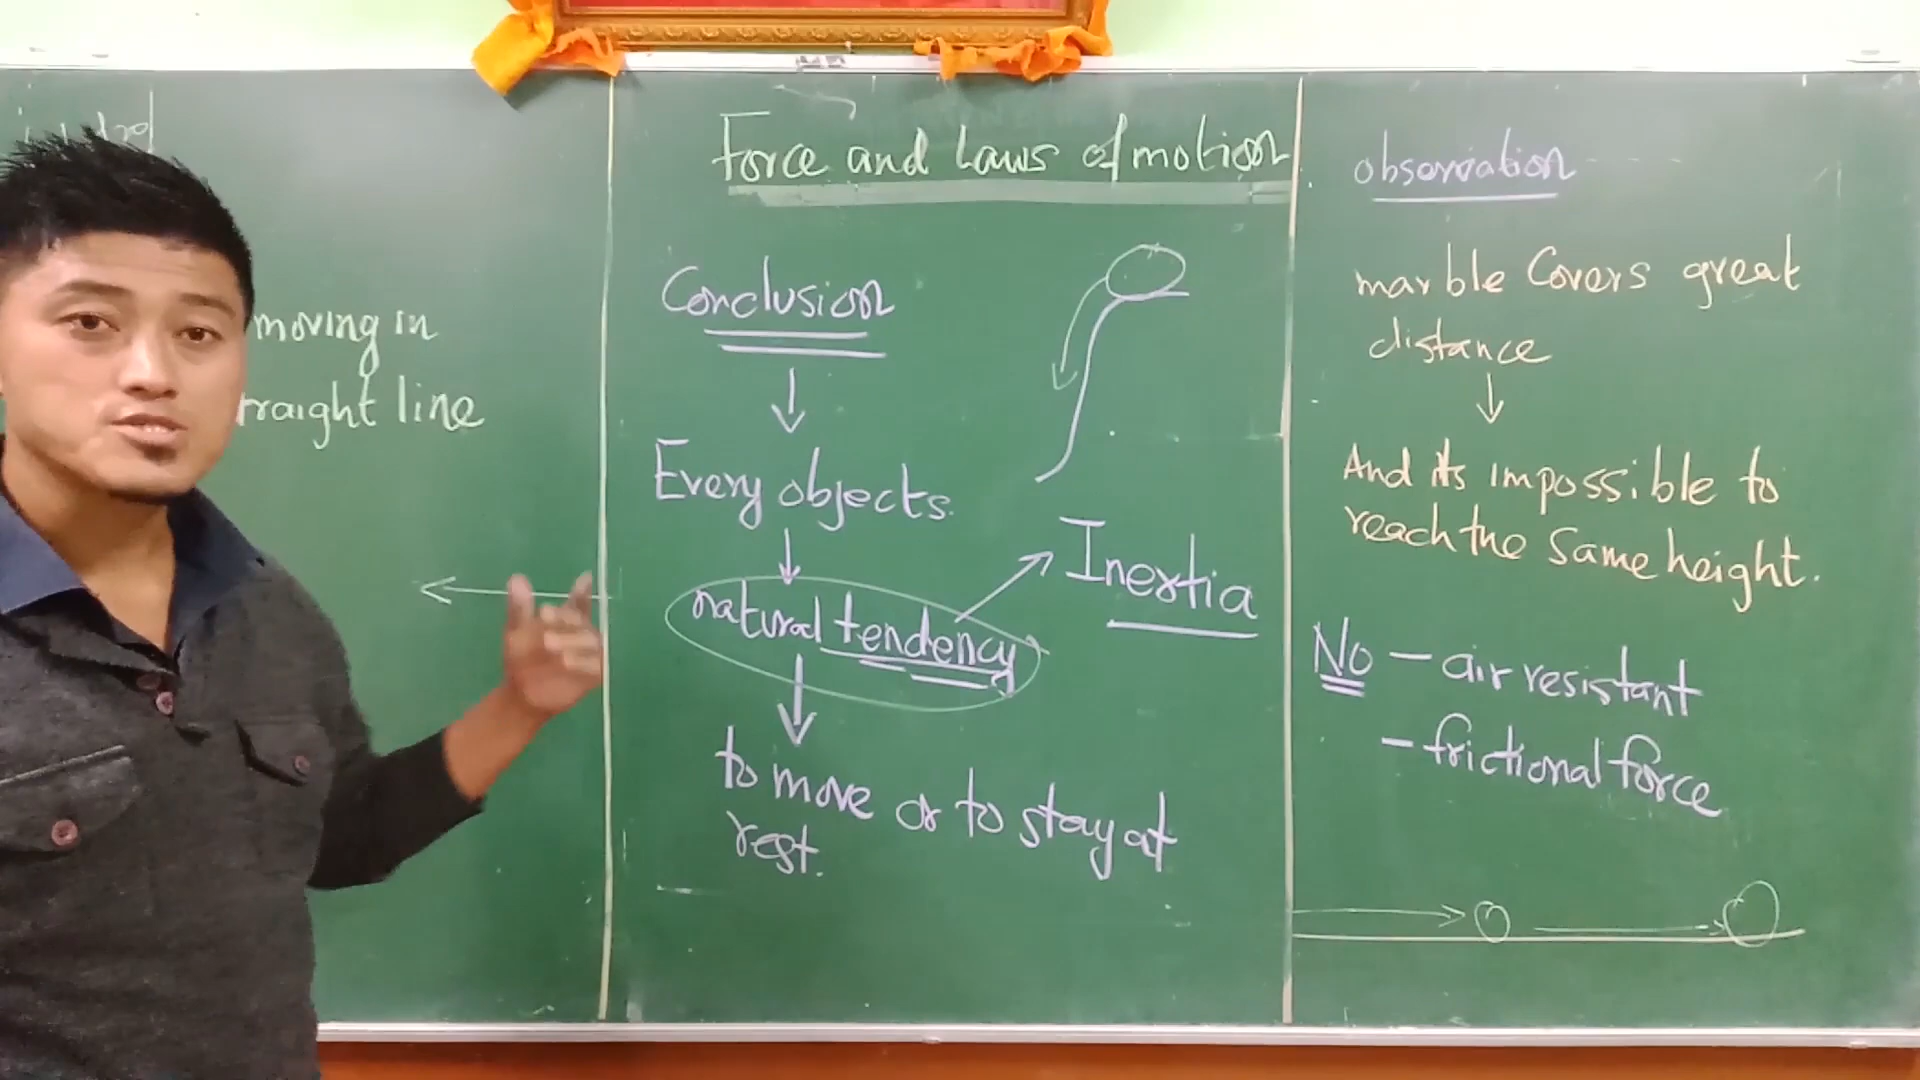 Force and Laws of motion
moving in
straight line
Conclusion
Every objects.
natural tendency
Inertia
to move or to stay at
rest.
observation
marble Covers great
distance
And its impossible to
reach the Same height.
No - air resistant
- frictional force